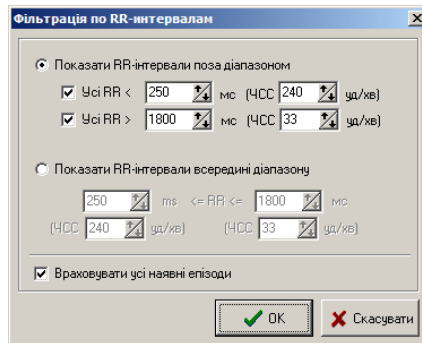 Фільтрація по RR-интервалам
Показати RR-інтервали поза діапазоном
Усі RR < 250 мс (ЧСС 240 уд/хв)
Усі RR > 1800 мс (ЧСС 33 уд/хв)
Показати RR-інтервали всередині діапазону
250 ms <= RR <= 1800 мс
(ЧСС 240 уд/хв) (ЧСС 33 уд/хв)
Враховувати усі наявні епізоди
OK Скасувати